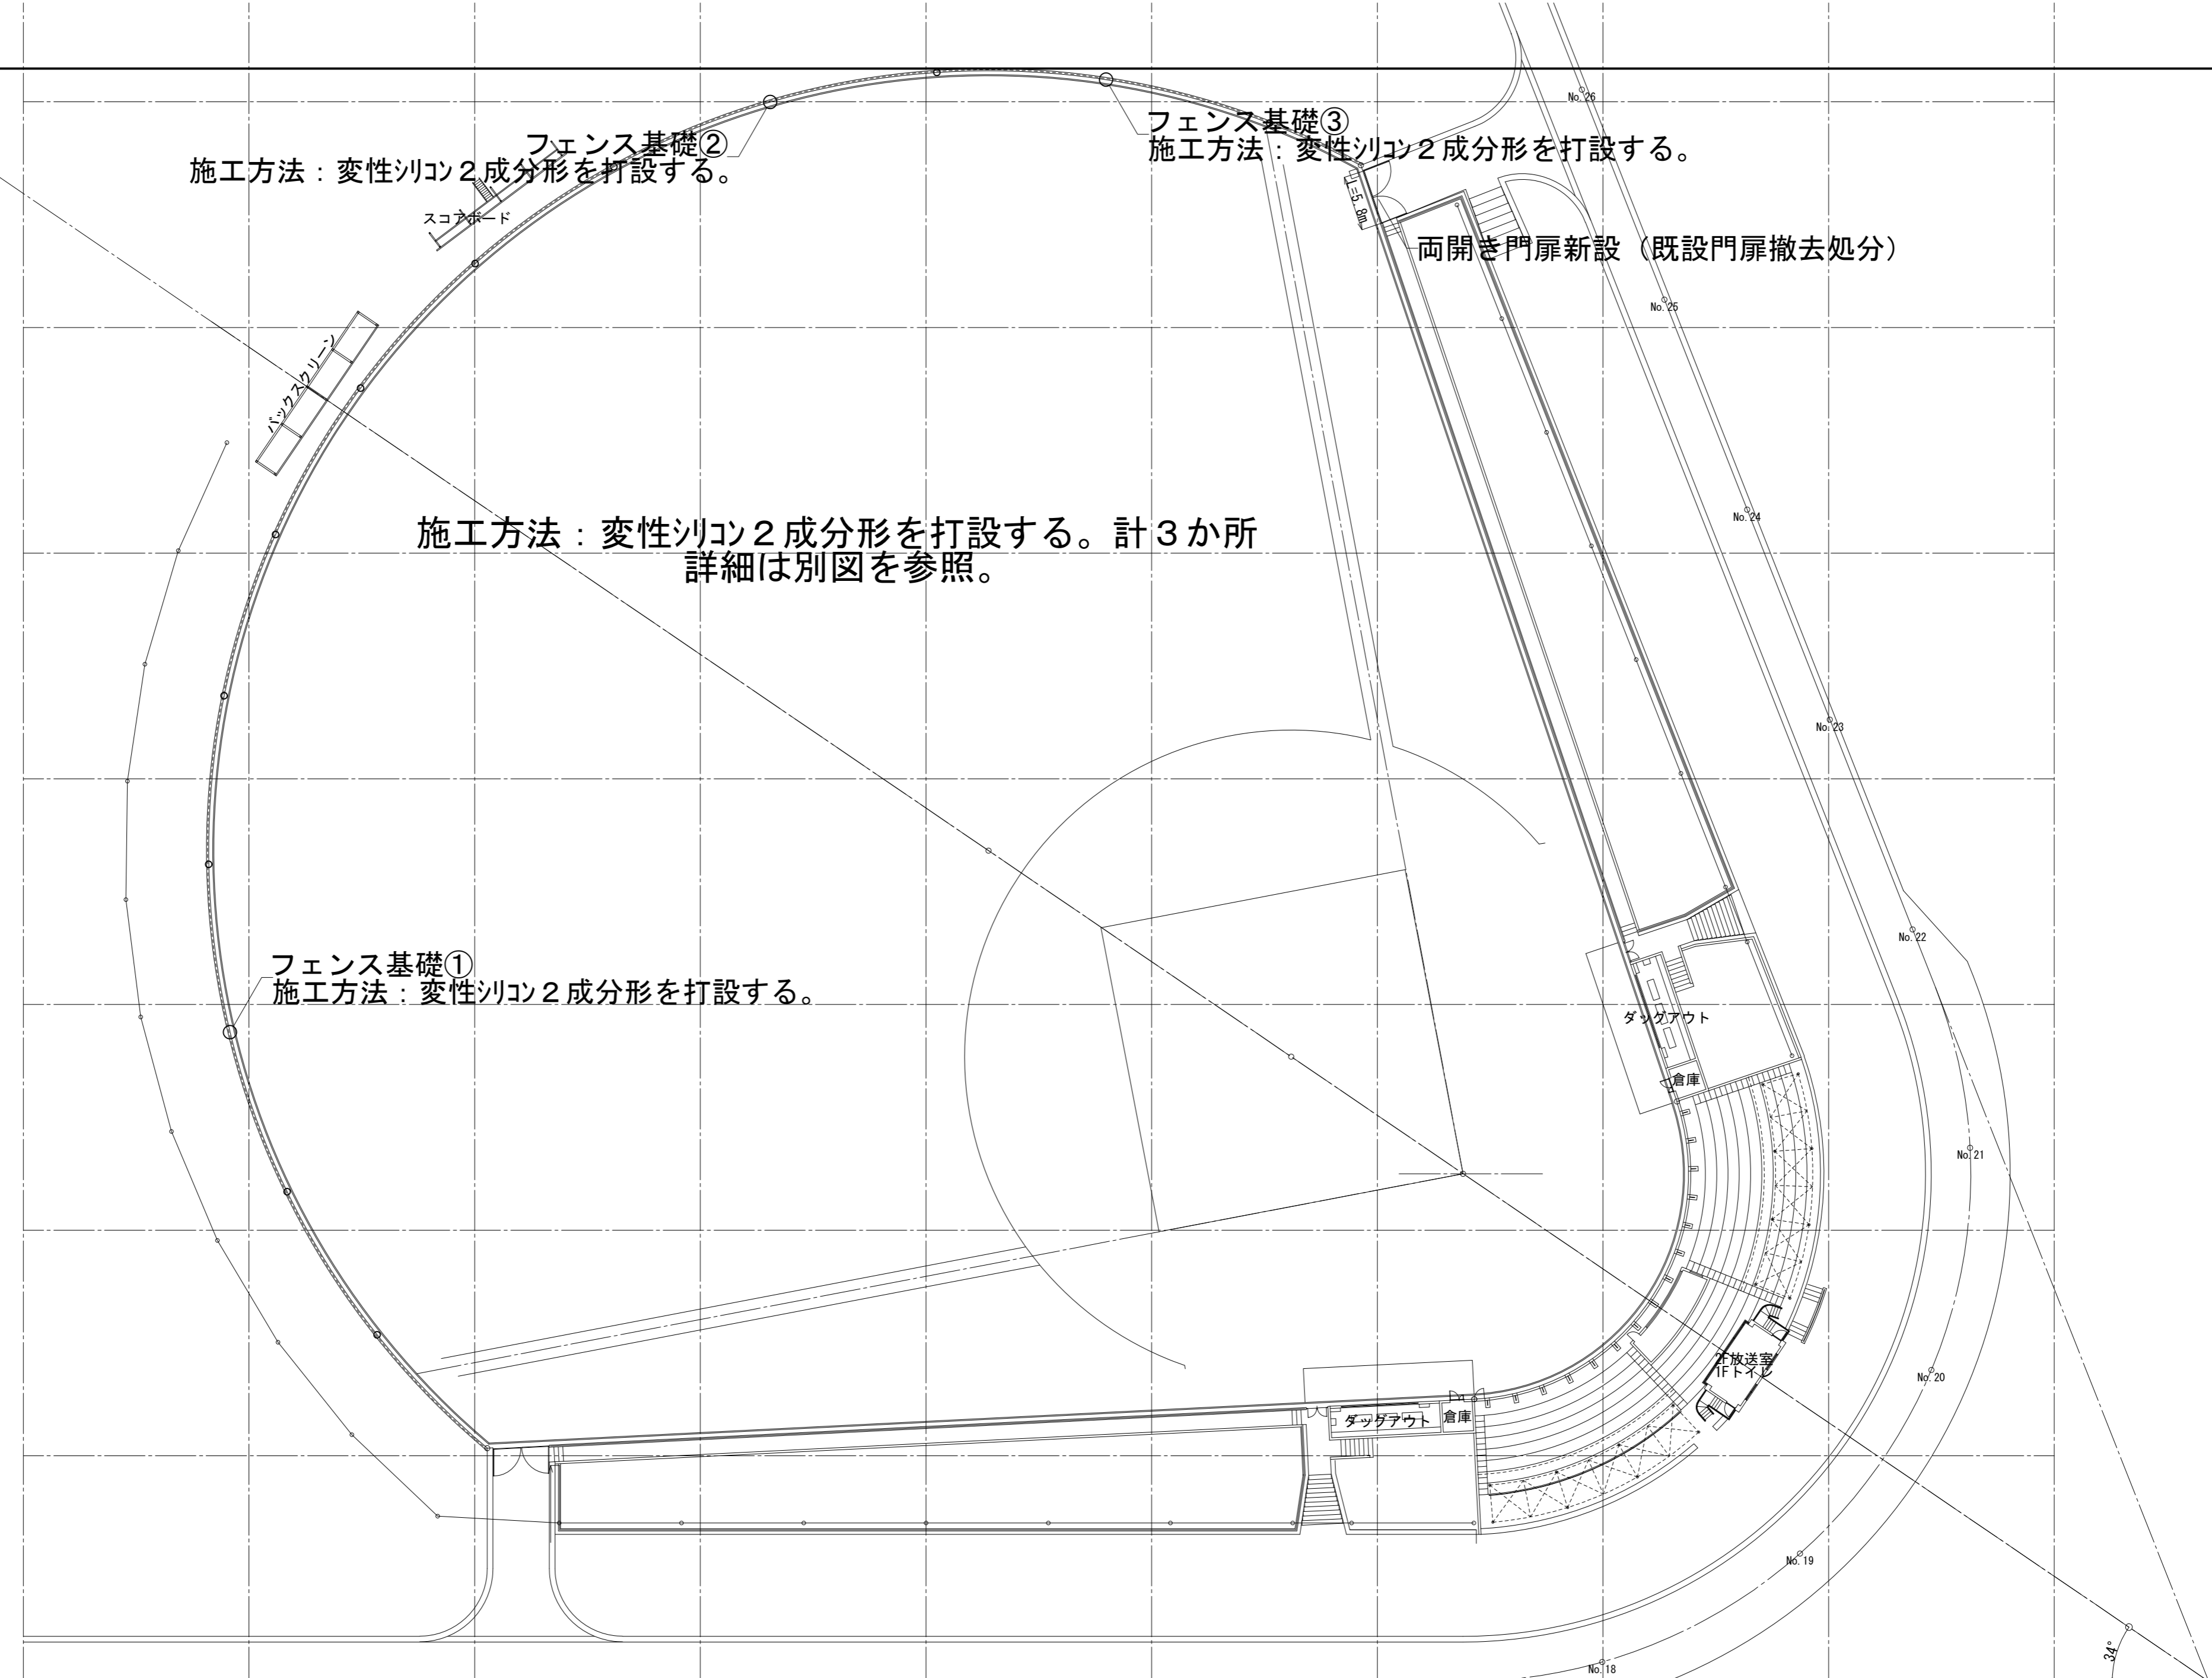 No.26
フェンス基礎③
施工方法：変性ｼﾘｺﾝ２成分形を打設する。
フェンス基礎②
施工方法：変性ｼﾘｺﾝ２成分形を打設する。
スコアボード
L=5.8m
両開き門扉新設（既設門扉撤去処分）
No.25
バックスクリーン
No.24
施工方法：変性ｼﾘｺﾝ２成分形を打設する。計３か所
詳細は別図を参照。
No.23
No.22
フェンス基礎①
施工方法：変性ｼﾘｺﾝ２成分形を打設する。
ダッグアウト
倉庫
No.21
2F放送室
1Fトイレ
No.20
ダッグアウト
倉庫
No.19
34°
No.18